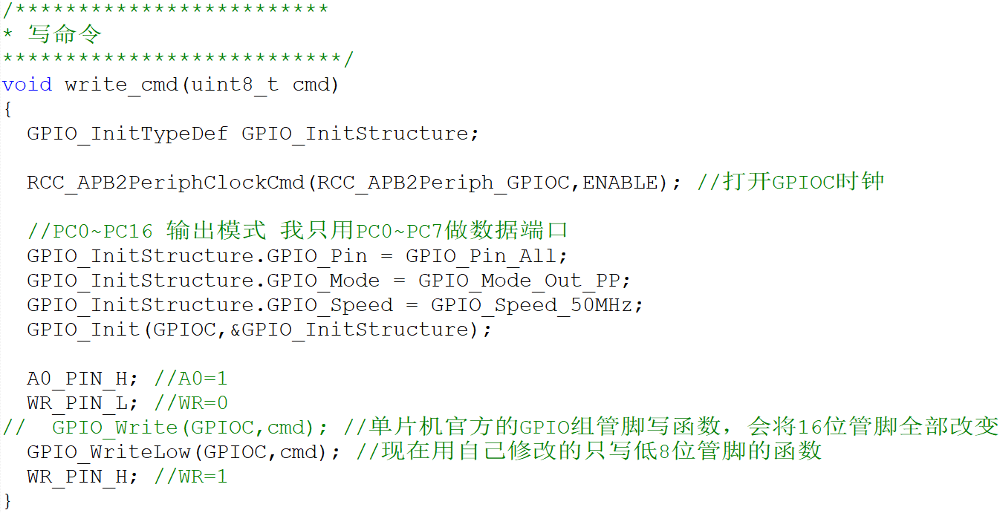 /*************************
* 写命令
***************************/
void write_cmd(uint8_t cmd)
{
  GPIO_InitTypeDef GPIO_InitStructure;

  RCC_APB2PeriphClockCmd(RCC_APB2Periph_GPIOC,ENABLE); //打开GPIOC时钟

  //PC0~PC16 输出模式 我只用PC0~PC7做数据端口
  GPIO_InitStructure.GPIO_Pin = GPIO_Pin_All;
  GPIO_InitStructure.GPIO_Mode = GPIO_Mode_Out_PP;
  GPIO_InitStructure.GPIO_Speed = GPIO_Speed_50MHz;
  GPIO_Init(GPIOC,&GPIO_InitStructure);

  A0_PIN_H; //A0=1
  WR_PIN_L; //WR=0
//  GPIO_Write(GPIOC,cmd); //单片机官方的GPIO组管脚写函数，会将16位管脚全部改变
  GPIO_WriteLow(GPIOC,cmd); //现在用自己修改的只写低8位管脚的函数
  WR_PIN_H; //WR=1
}